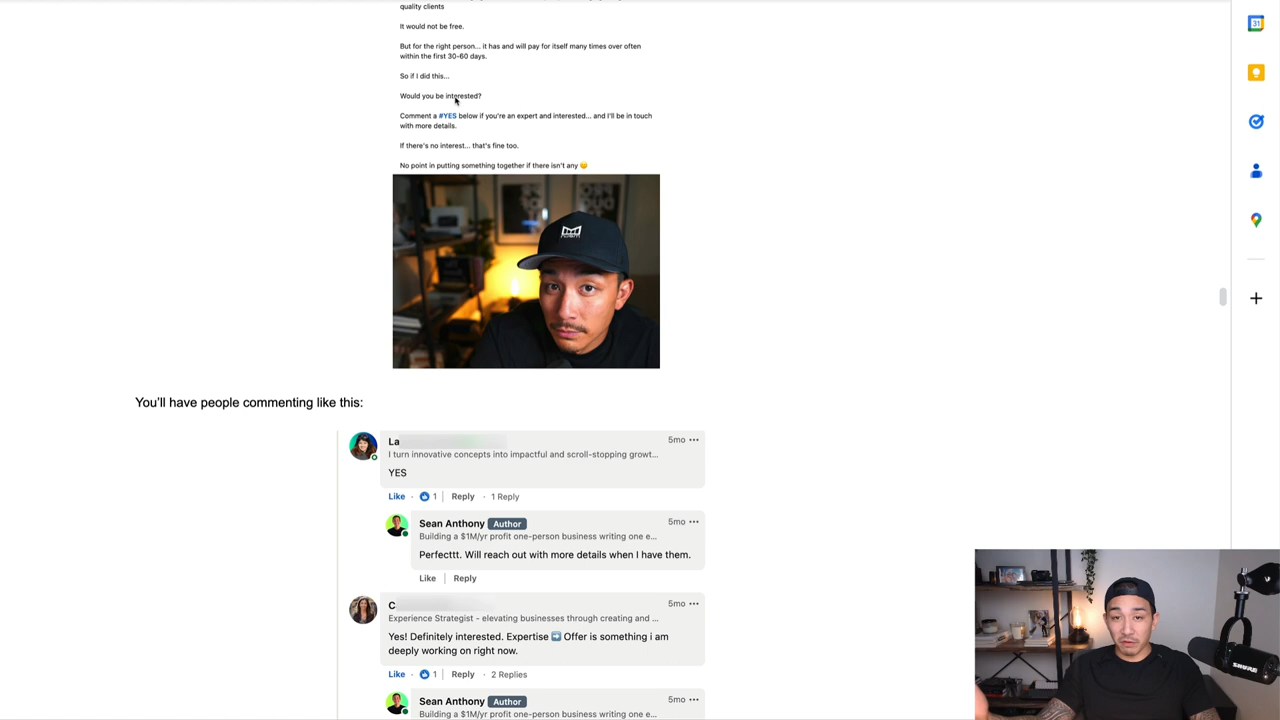 quality clients
It would not be free.
But for the right person... it has and will pay for itself many times over often
within the first 30-60 days.
So if I did this...
Would you be interested?
Comment a #YES below if you're an expert and interested... and I'll be in touch
with more details.
If there's no interest... that's fine too.
No point in putting something together if there isn't any 😔
You'll have people commenting like this:
La
5mo •••
I turn innovative concepts into impactful and scroll-stopping growt...
YES
Like · 1 | Reply · 1 Reply
Sean Anthony Author
5mo •••
Building a $1M/yr profit one-person business writing one e...
Perfecttt. Will reach out with more details when I have them.
Like | Reply
C
5mo •••
Experience Strategist - elevating businesses through creating and ...
Yes! Definitely interested. Expertise ➡️ Offer is something i am
deeply working on right now.
Like · 1 | Reply · 2 Replies
Sean Anthony Author
5mo •••
Building a $1M/yr profit one-person business writing one e...
31
SHURE